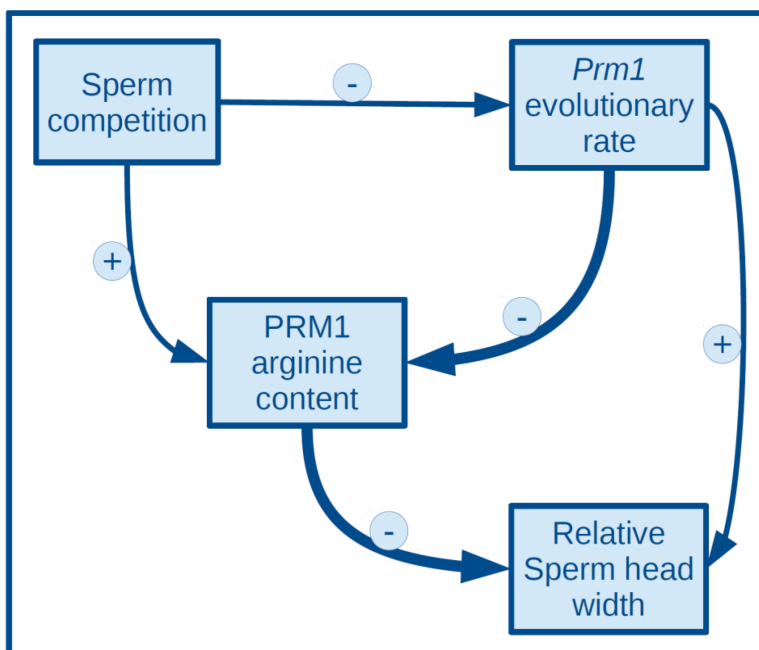 Sperm
competition
-
Prm1
evolutionary
rate
+
PRM1
arginine
content
-
+
-
Relative
Sperm head
width